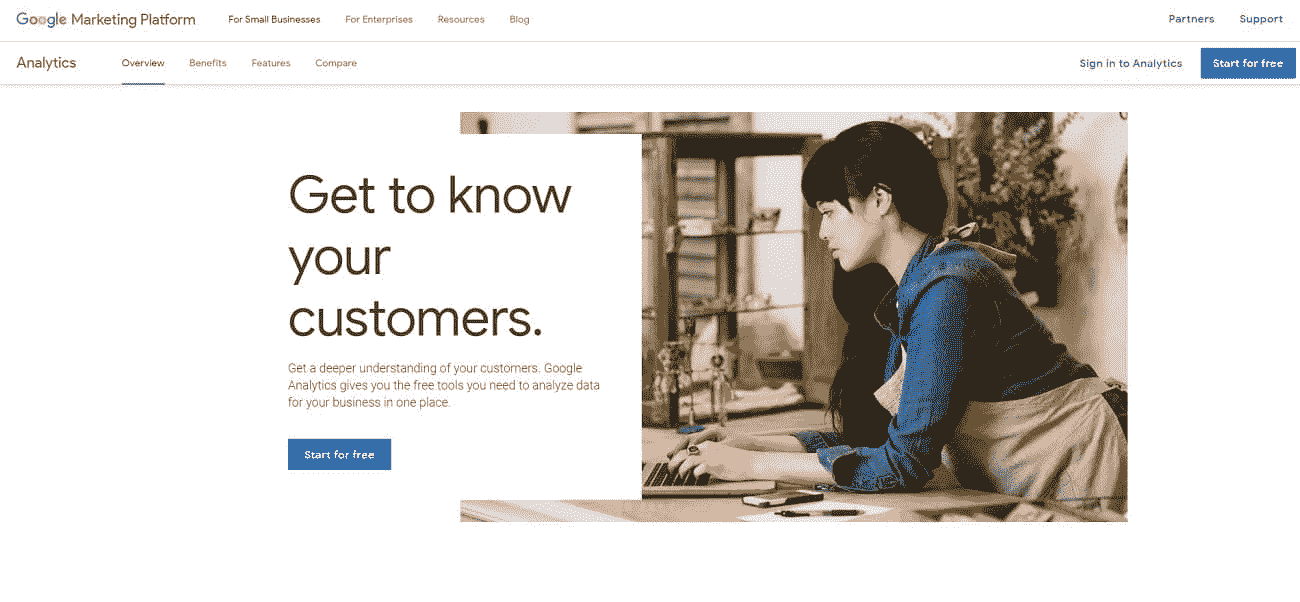 Google Marketing Platform For Small Businesses For Enterprises Resources Blog Partners Support
Analytics Overview Benefits Features Compare Sign in to Analytics Start for free
Get to know
your
customers.
Get a deeper understanding of your customers. Google
Analytics gives you the free tools you need to analyze data
for your business in one place.
Start for free